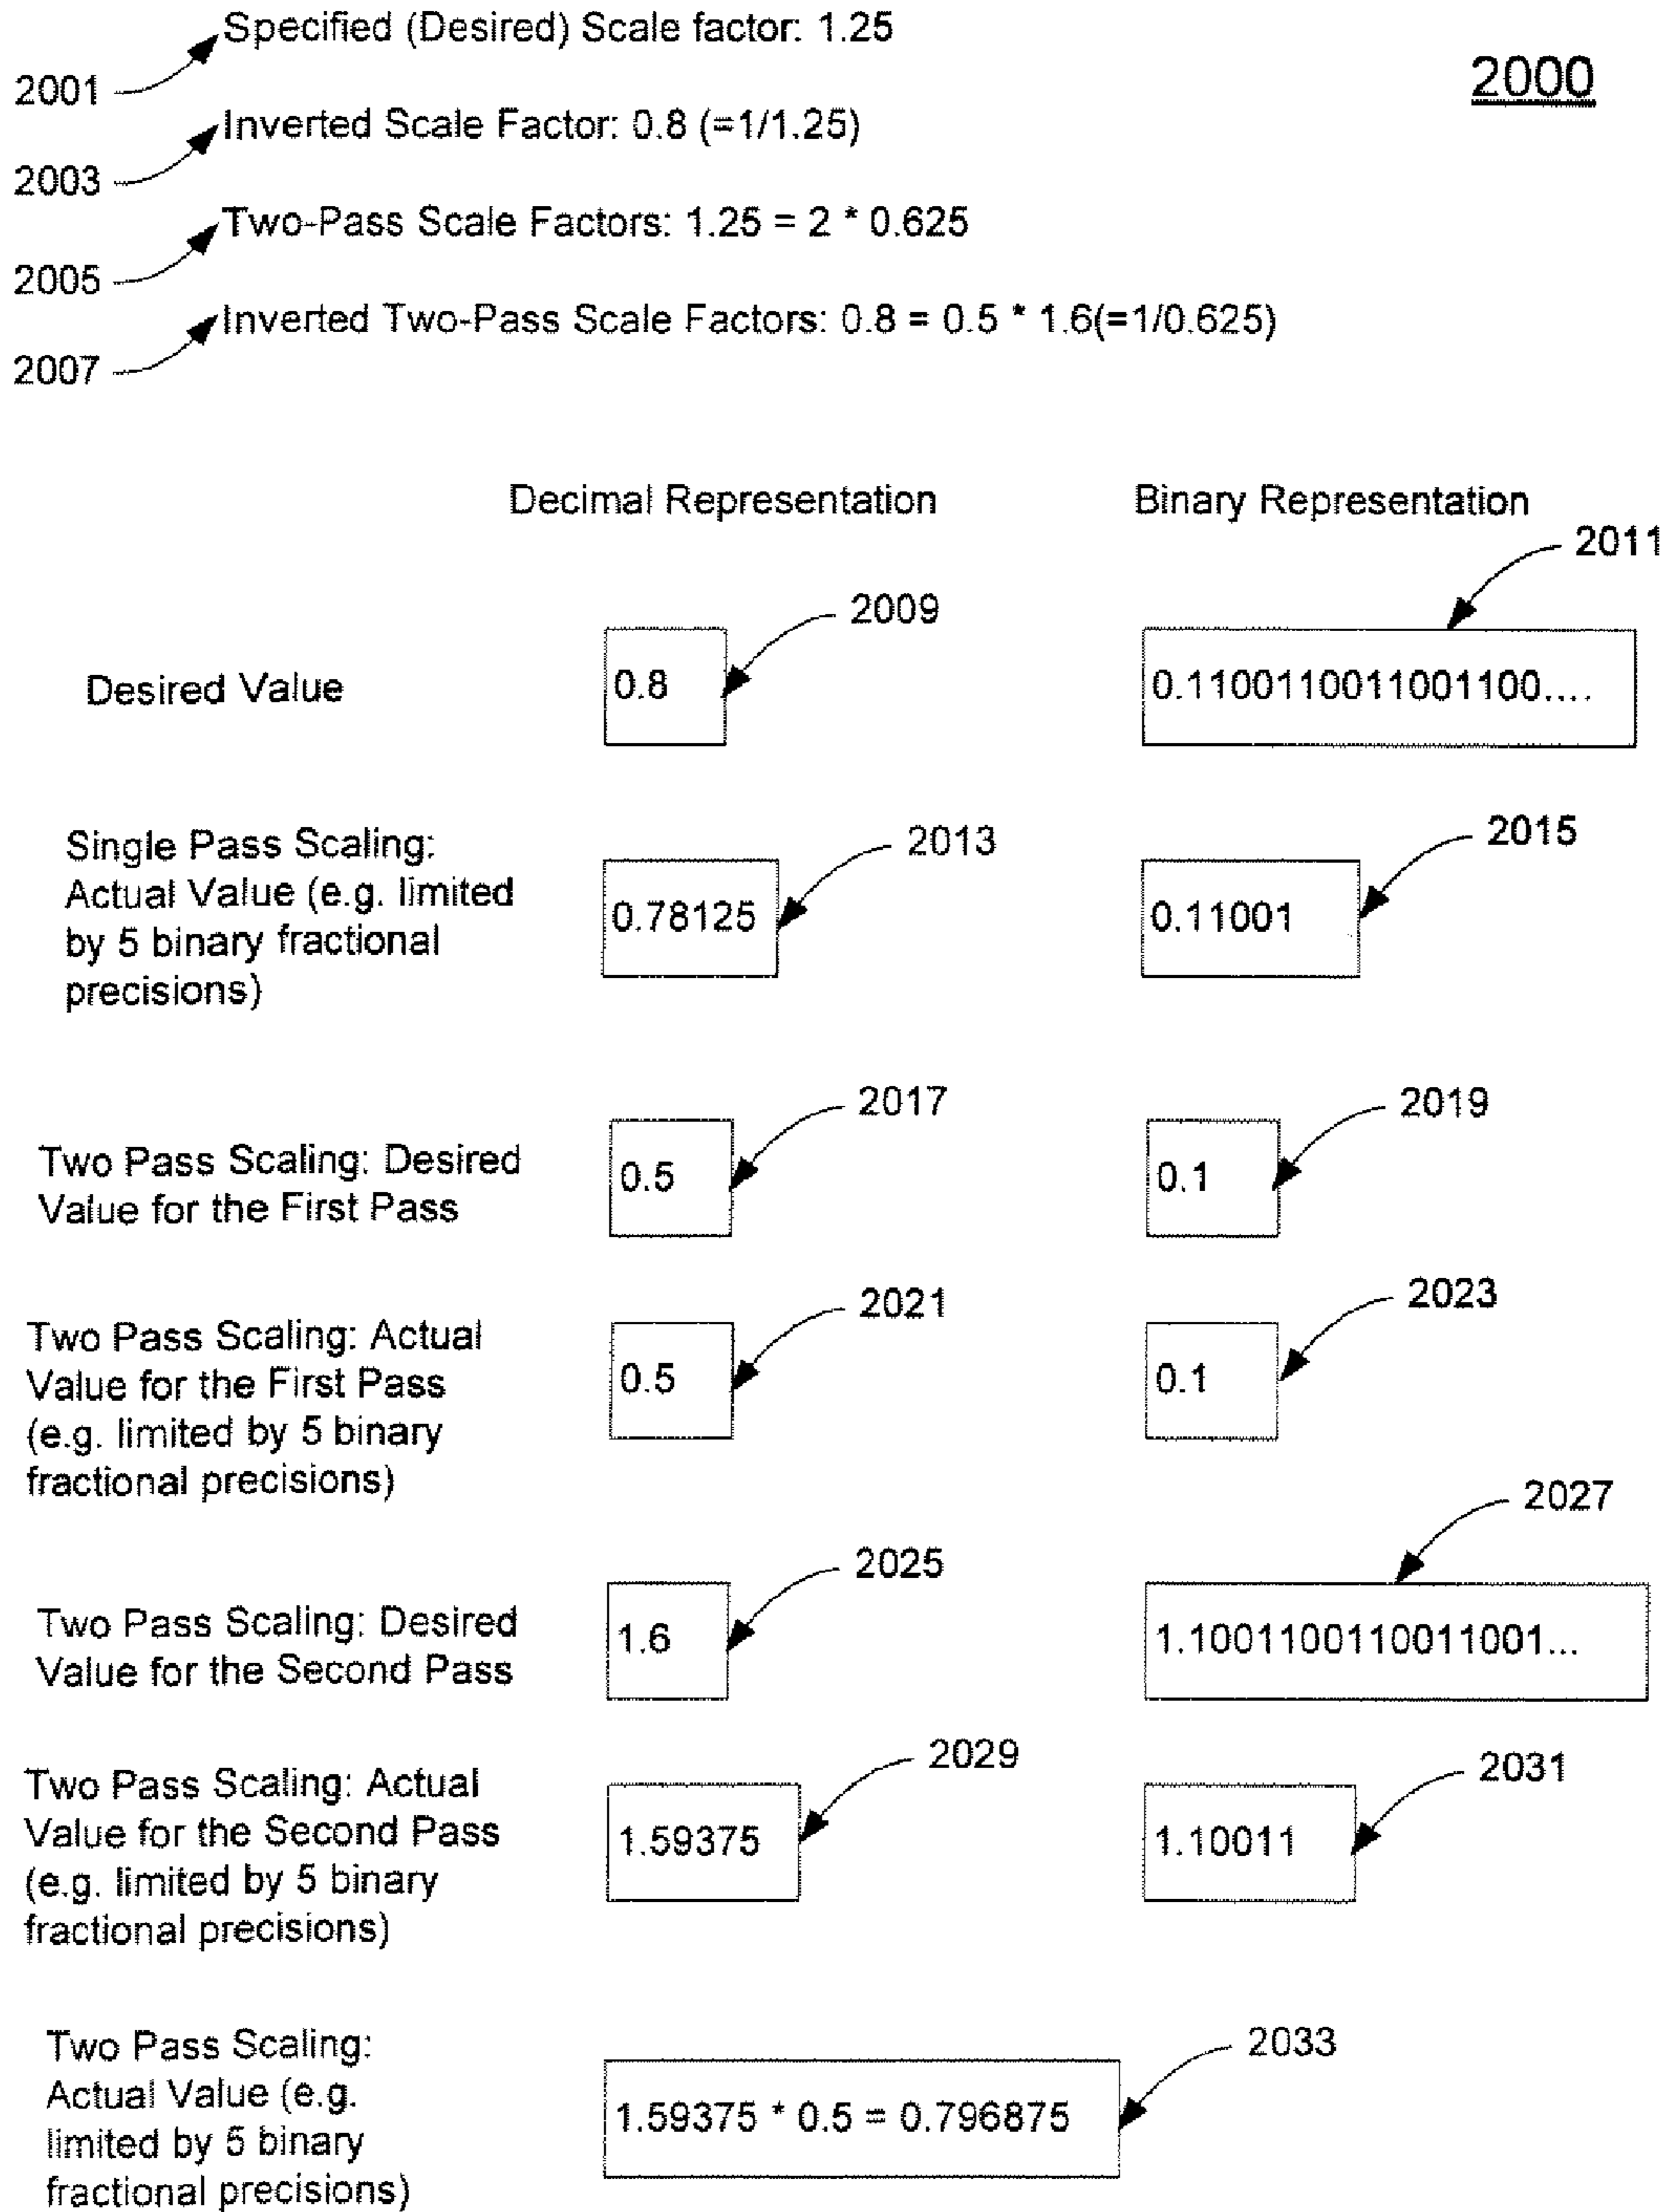 Specified (Desired) Scale factor: 1.25
2000
2001
Inverted Scale Factor: 0.8 (=1/1.25)
2003
Two-Pass Scale Factors: 1.25 = 2 * 0.625
2005
Inverted Two-Pass Scale Factors: 0.8 = 0.5 * 1.6(=1/0.625)
2007
Decimal Representation
Binary Representation
2011
2009
Desired Value
0.8
0.1100110011001100....
Single Pass Scaling:
Actual Value (e.g. limited
by 5 binary fractional
precisions)
2013
2015
0.78125
0.11001
2017
2019
Two Pass Scaling: Desired
Value for the First Pass
0.5
0.1
2021
2023
Two Pass Scaling: Actual
Value for the First Pass
(e.g. limited by 5 binary
fractional precisions)
0.5
0.1
2027
2025
Two Pass Scaling: Desired
Value for the Second Pass
1.6
1.1001100110011001...
2029
2031
Two Pass Scaling: Actual
Value for the Second Pass
(e.g. limited by 5 binary
fractional precisions)
1.59375
1.10011
2033
Two Pass Scaling:
Actual Value (e.g.
limited by 5 binary
fractional precisions)
1.59375 * 0.5 = 0.796875